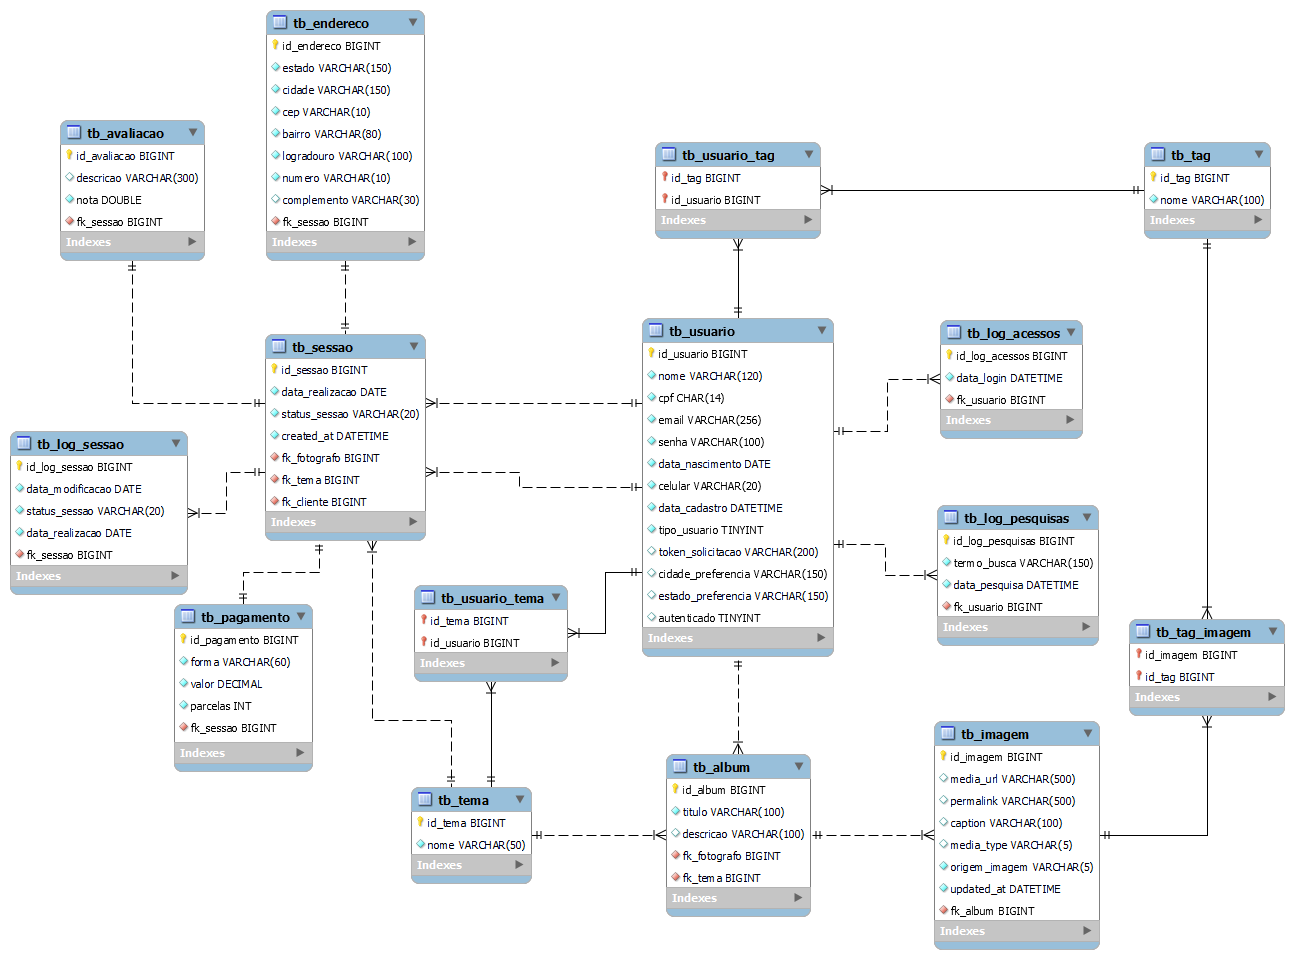 tb_endereco
id_endereco BIGINT
estado VARCHAR(150)
cidade VARCHAR(150)
cep VARCHAR(10)
bairro VARCHAR(80)
logradouro VARCHAR(100)
numero VARCHAR(10)
complemento VARCHAR(30)
fk_sessao BIGINT
Indexes
tb_avaliacao
id_avaliacao BIGINT
descricao VARCHAR(300)
nota DOUBLE
fk_sessao BIGINT
Indexes
tb_usuario_tag
id_tag BIGINT
id_usuario BIGINT
Indexes
tb_tag
id_tag BIGINT
nome VARCHAR(100)
Indexes
tb_sessao
id_sessao BIGINT
data_realizacao DATE
status_sessao VARCHAR(20)
created_at DATETIME
fk_fotografo BIGINT
fk_tema BIGINT
fk_cliente BIGINT
Indexes
tb_usuario
id_usuario BIGINT
nome VARCHAR(120)
cpf CHAR(14)
email VARCHAR(256)
senha VARCHAR(100)
data_nascimento DATE
celular VARCHAR(20)
data_cadastro DATETIME
tipo_usuario TINYINT
token_solicitacao VARCHAR(200)
cidade_preferencia VARCHAR(150)
estado_preferencia VARCHAR(150)
autenticado TINYINT
Indexes
tb_log_acessos
id_log_acessos BIGINT
data_login DATETIME
fk_usuario BIGINT
Indexes
tb_log_sessao
id_log_sessao BIGINT
data_modificacao DATE
status_sessao VARCHAR(20)
data_realizacao DATE
fk_sessao BIGINT
Indexes
tb_log_pesquisas
id_log_pesquisas BIGINT
termo_busca VARCHAR(150)
data_pesquisa DATETIME
fk_usuario BIGINT
Indexes
tb_usuario_tema
id_tema BIGINT
id_usuario BIGINT
Indexes
tb_pagamento
id_pagamento BIGINT
forma VARCHAR(60)
valor DECIMAL
parcelas INT
fk_sessao BIGINT
Indexes
tb_tag_imagem
id_imagem BIGINT
id_tag BIGINT
Indexes
tb_imagem
id_imagem BIGINT
media_url VARCHAR(500)
permalink VARCHAR(500)
caption VARCHAR(100)
media_type VARCHAR(5)
origem_imagem VARCHAR(5)
updated_at DATETIME
fk_album BIGINT
Indexes
tb_album
id_album BIGINT
titulo VARCHAR(100)
descricao VARCHAR(100)
fk_fotografo BIGINT
fk_tema BIGINT
Indexes
tb_tema
id_tema BIGINT
nome VARCHAR(50)
Indexes